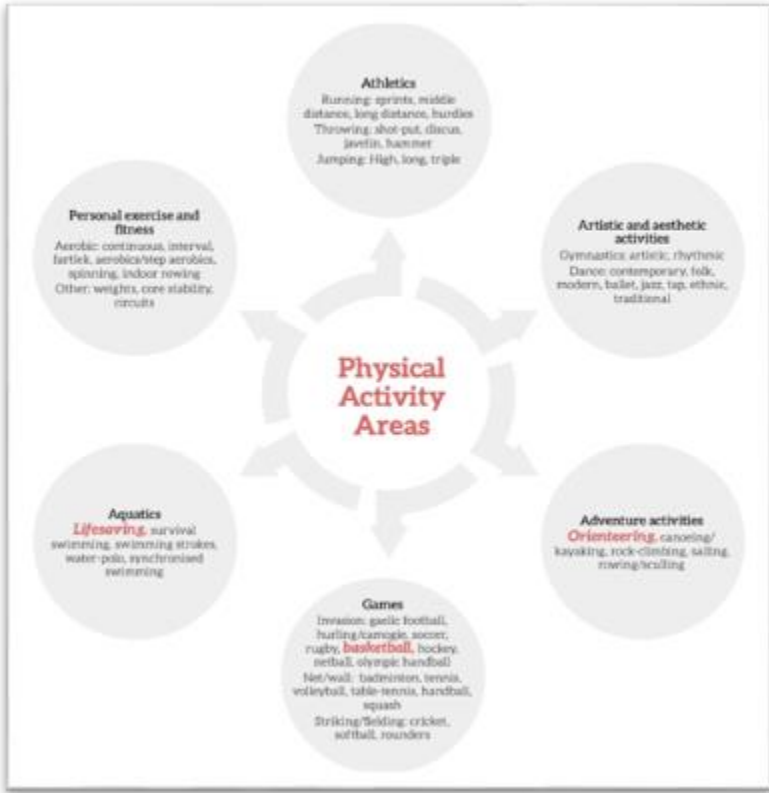 Athletics
Running: sprints, middle
distance, long distance, hurdles
Throwing: shot-put, discus,
javelin, hammer
Jumping: High, long, triple
Personal exercise and
fitness
Aerobic: continuous, interval,
fartlek, aerobics/step aerobics,
spinning, indoor rowing
Other: weights, core stability,
circuits
Artistic and aesthetic
activities
Gymnastics: artistic, rhythmic
Dance: contemporary, folk,
modern, ballet, jazz, tap, ethnic,
traditional
Physical
Activity
Areas
Aquatics
Lifesaving, survival
swimming, swimming strokes,
water-polo, synchronised
swimming
Adventure activities
Orienteering, canoeing/
kayaking, rock-climbing, sailing,
rowing/sculling
Games
Invasion: gaelic football,
hurling/camogie, soccer,
rugby, basketball, hockey,
netball, olympic handball
Net/wall: badminton, tennis,
volleyball, table-tennis, handball,
squash
Striking/fielding: cricket,
softball, rounders